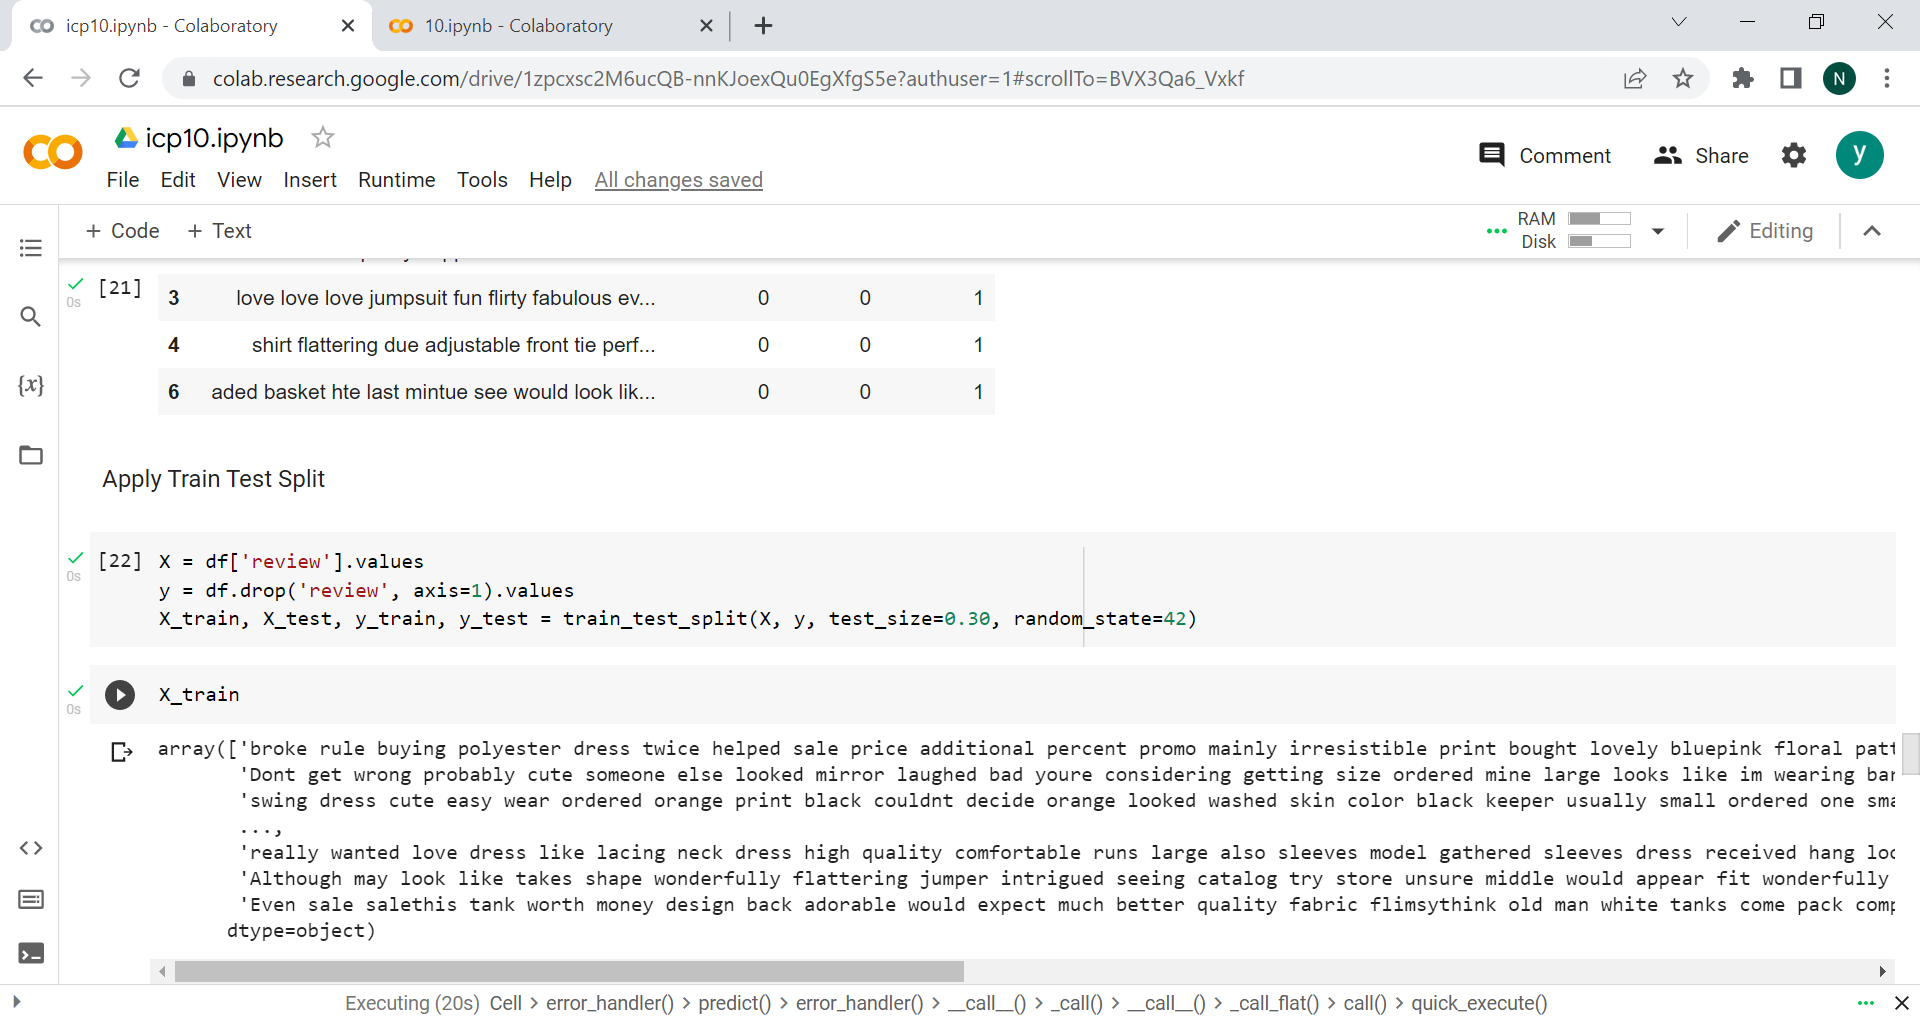 icp10.ipynb - Colaboratory
10.ipynb - Colaboratory
colab.research.google.com/drive/1zpcxsc2M6ucQB-nnKJoexQu0EgXfgS5e?authuser=1#scrollTo=BVX3Qa6_Vxkf
N
icp10.ipynb
Comment
Share
y
File Edit View Insert Runtime Tools Help All changes saved
+ Code + Text
RAM
Disk
Editing
[21]
0s
3 love love love jumpsuit fun flirty fabulous ev... 0 0 1
4 shirt flattering due adjustable front tie perf... 0 0 1
6 aded basket hte last mintue see would look lik... 0 0 1
{x}
Apply Train Test Split
[22] X = df['review'].values
0s
y = df.drop('review', axis=1).values
X_train, X_test, y_train, y_test = train_test_split(X, y, test_size=0.30, random_state=42)
X_train
0s
array(['broke rule buying polyester dress twice helped sale price additional percent promo mainly irresistible print bought lovely bluepink floral patt
'Dont get wrong probably cute someone else looked mirror laughed bad youre considering getting size ordered mine large looks like im wearing bar
'swing dress cute easy wear ordered orange print black couldnt decide orange looked washed skin color black keeper usually small ordered one sma
...,
'really wanted love dress like lacing neck dress high quality comfortable runs large also sleeves model gathered sleeves dress received hang loo
'Although may look like takes shape wonderfully flattering jumper intrigued seeing catalog try store unsure middle would appear fit wonderfully
'Even sale salethis tank worth money design back adorable would expect much better quality fabric flimsythink old man white tanks come pack comp
dtype=object)
Executing (20s) Cell > error_handler() > predict() > error_handler() > __call__() > _call() > __call__() > _call_flat() > call() > quick_execute()